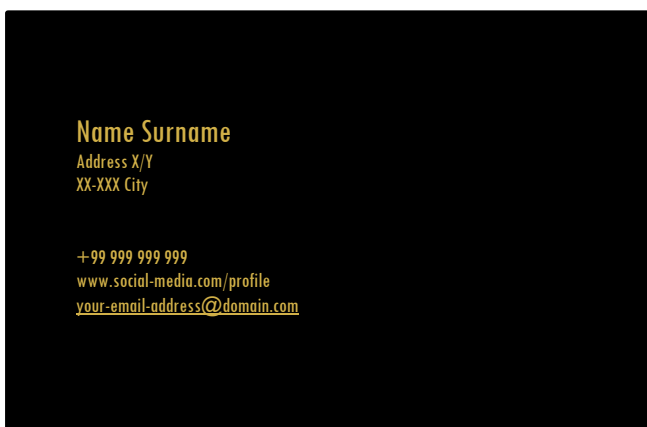 Name Surname
Address X/Y
XX-XXX City
+99 999 999 999
www.social-media.com/profile
your-email-address@domain.com